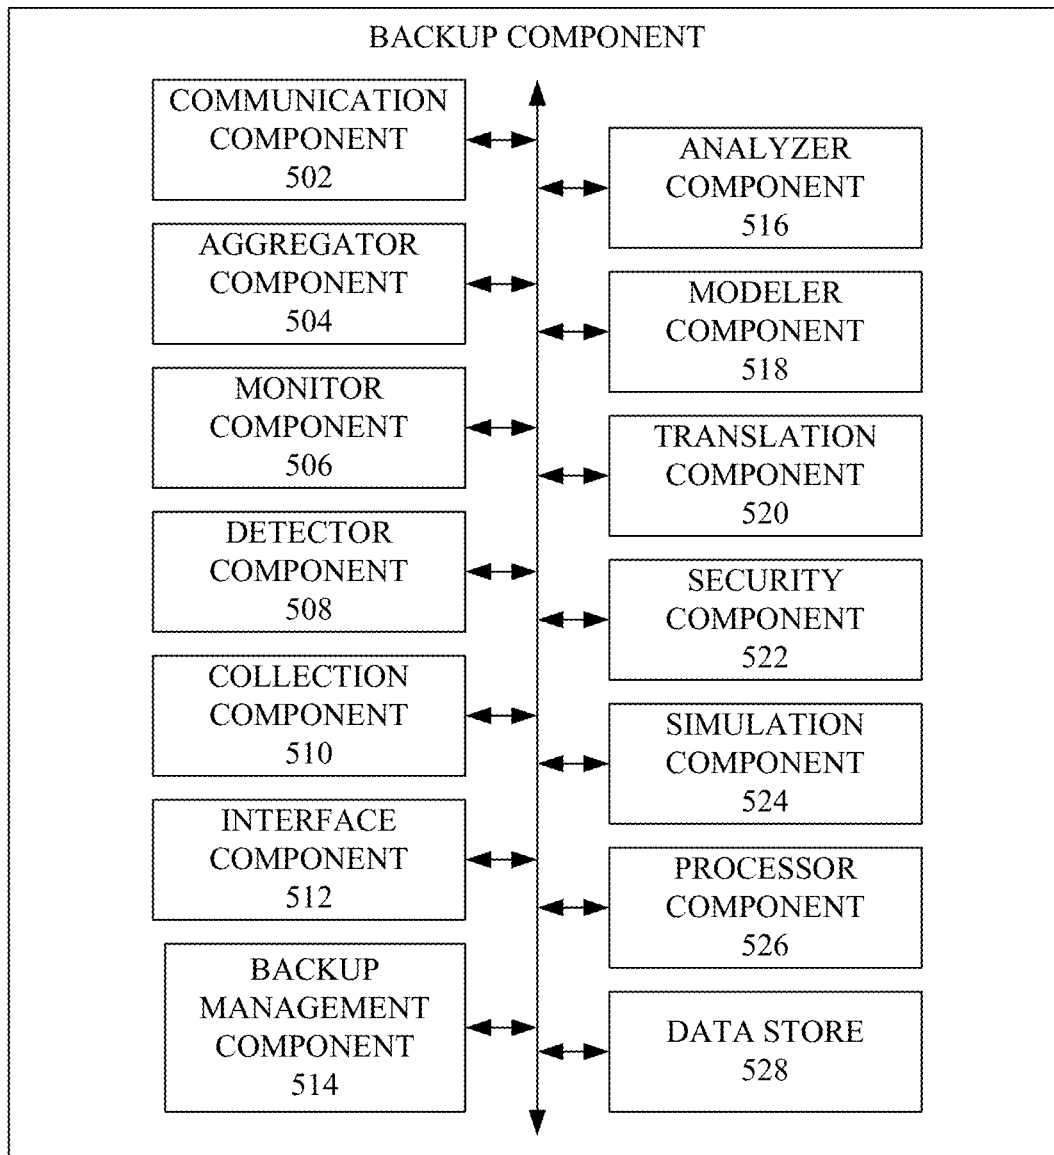 BACKUP COMPONENT
COMMUNICATION
COMPONENT
502
AGGREGATOR
COMPONENT
504
MONITOR
COMPONENT
506
DETECTOR
COMPONENT
508
COLLECTION
COMPONENT
510
INTERFACE
COMPONENT
512
BACKUP
MANAGEMENT
COMPONENT
514
ANALYZER
COMPONENT
516
MODELER
COMPONENT
518
TRANSLATION
COMPONENT
520
SECURITY
COMPONENT
522
SIMULATION
COMPONENT
524
PROCESSOR
COMPONENT
526
DATA STORE
528